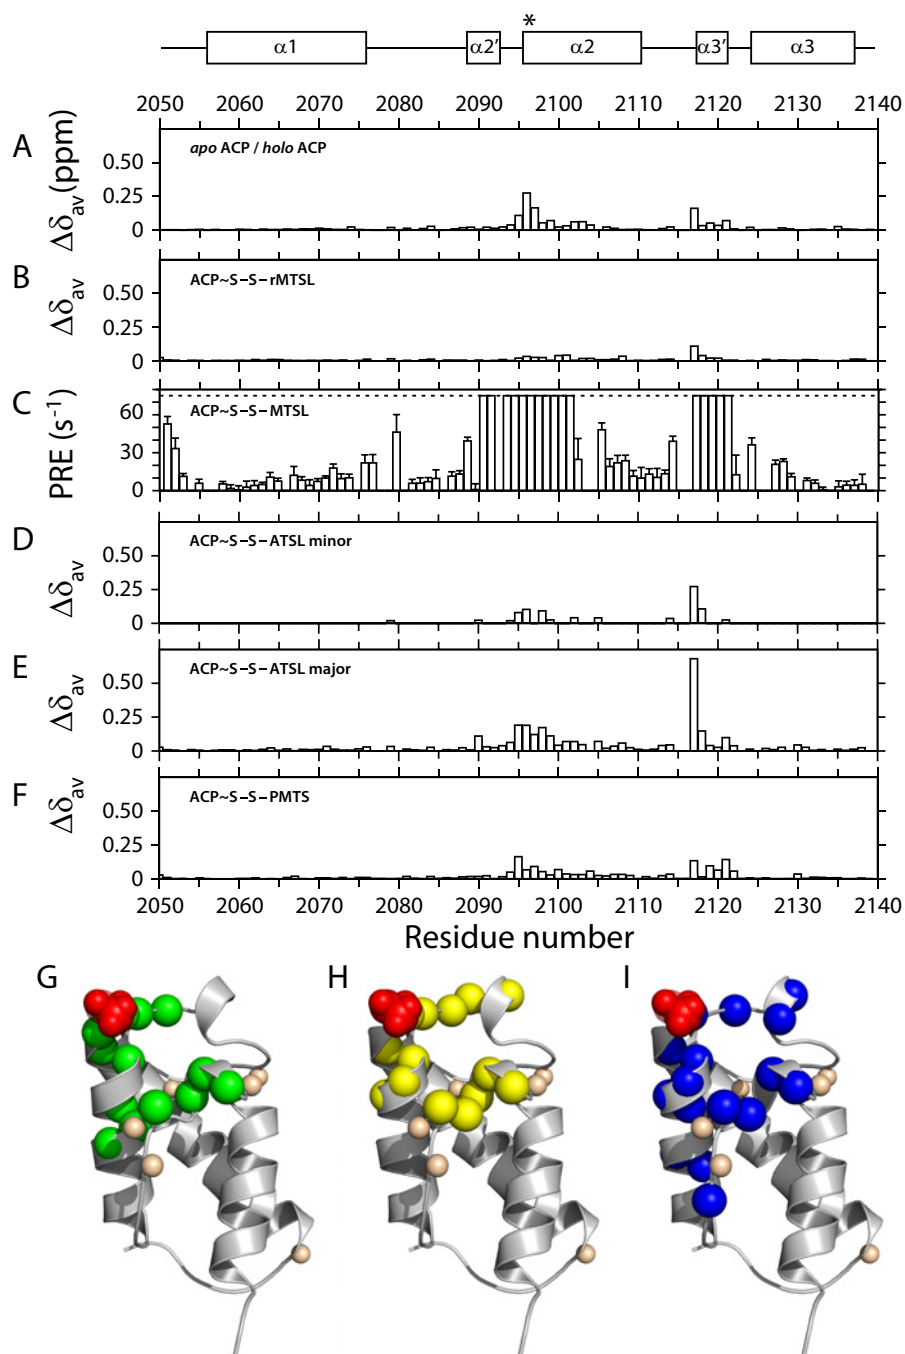 *
α1 α2′ α2 α3′ α3
2050 2060 2070 2080 2090 2100 2110 2120 2130 2140
A
apo ACP / holo ACP
Δδav (ppm)
0.50
0.25
0
B
ACP~S–S–rMTSL
Δδav
0.50
0.25
0
C
ACP~S–S–MTSL
PRE (s-1)
60
30
0
D
ACP~S–S–ATSL minor
Δδav
0.50
0.25
0
E
ACP~S–S–ATSL major
Δδav
0.50
0.25
0
F
ACP~S–S–PMTS
Δδav
0.50
0.25
0
2050 2060 2070 2080 2090 2100 2110 2120 2130 2140
Residue number
G H I